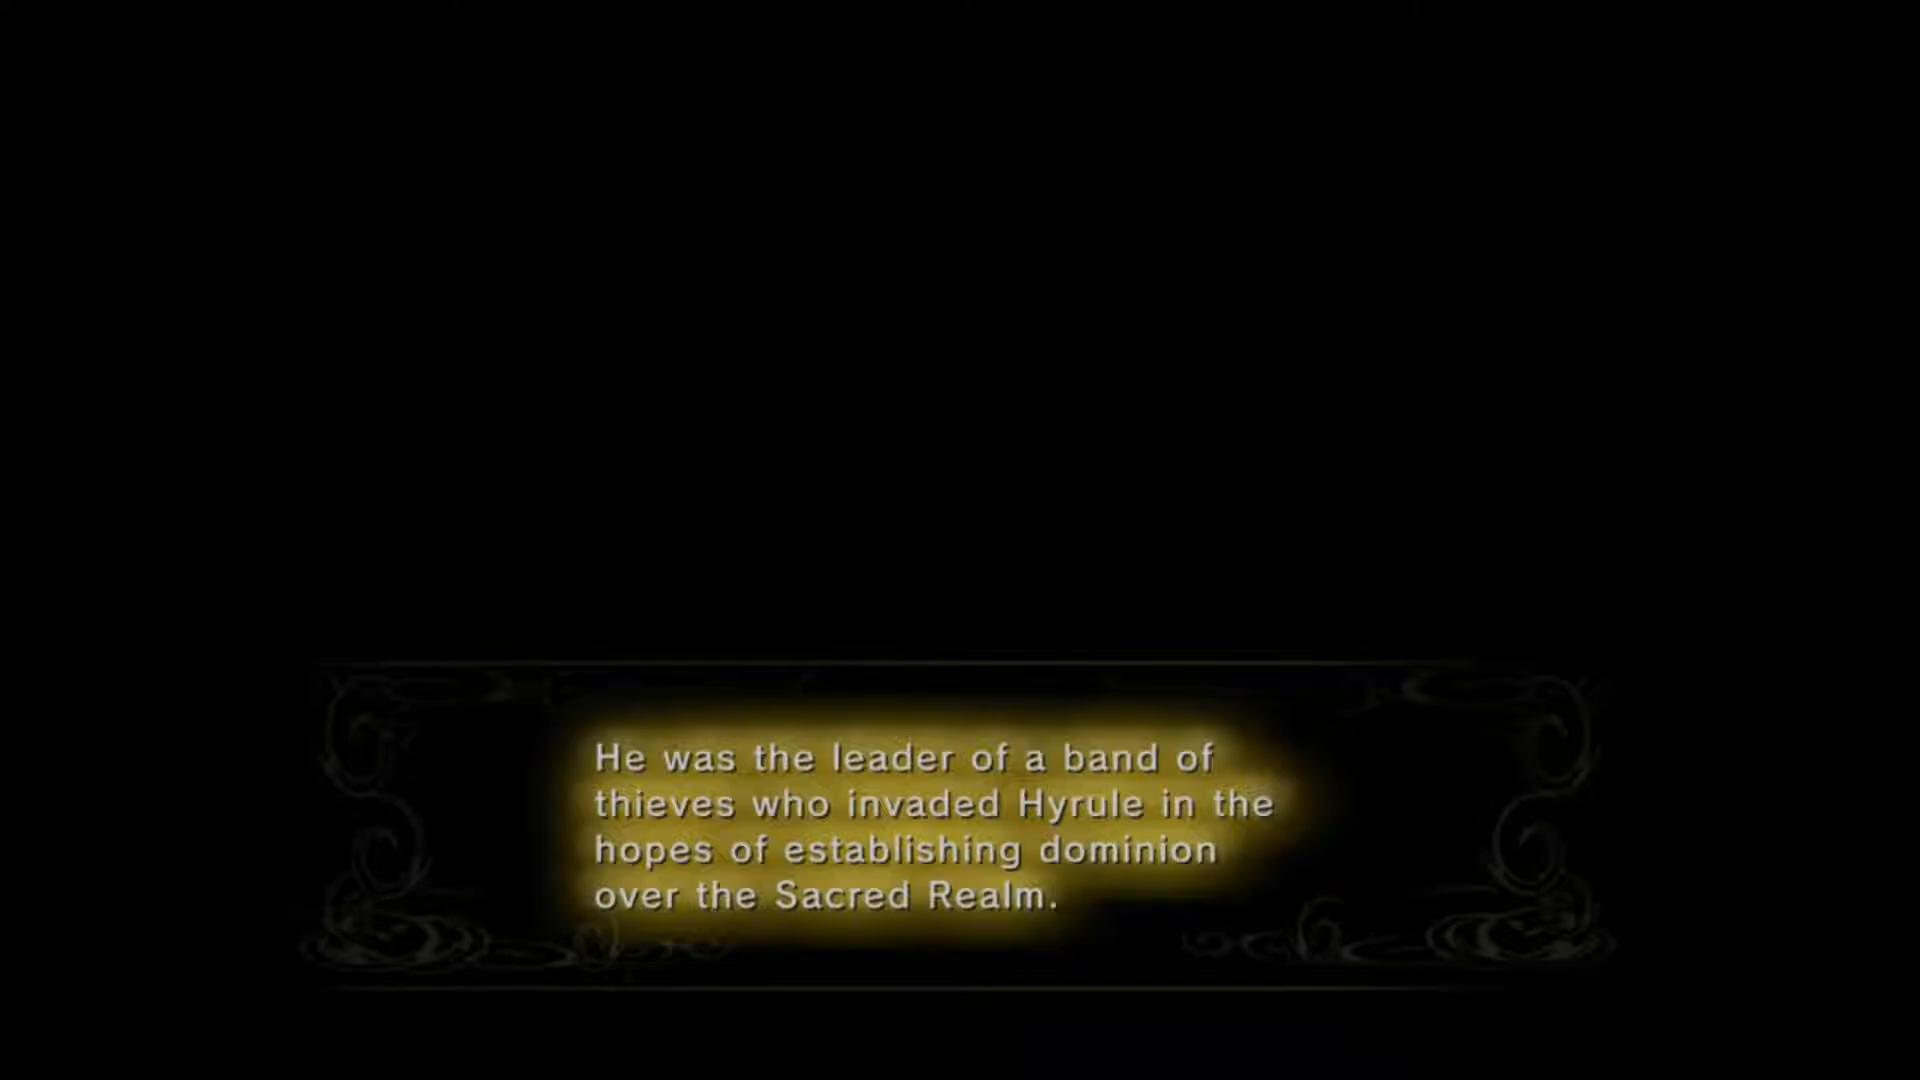 He was the leader of a band of
thieves who invaded Hyrule in the
hopes of establishing dominion
over the Sacred Realm.